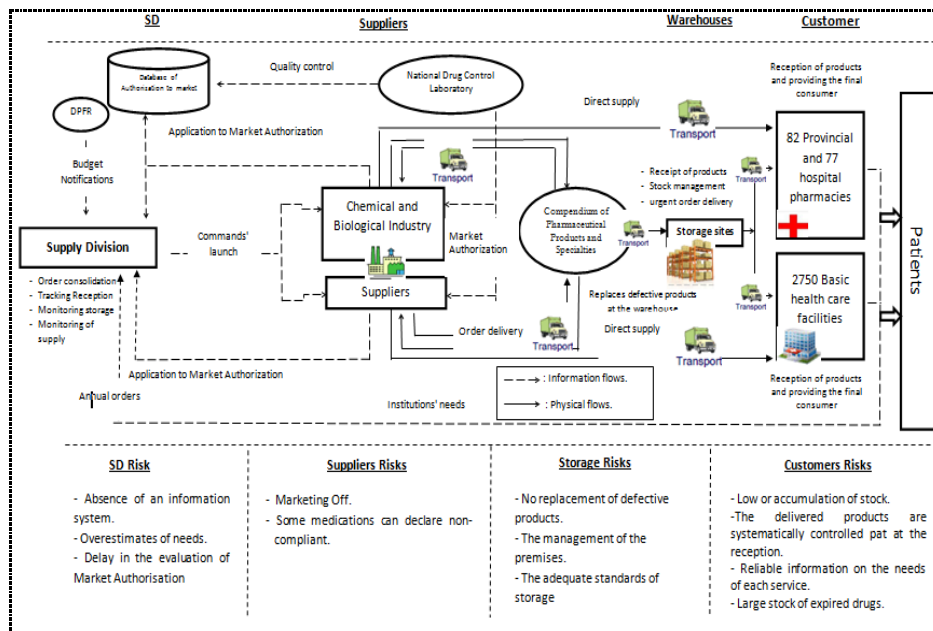 SD
Suppliers
Warehouses
Customer
Database of
Authorisation to market
Quality control
National Drug Control
Laboratory
Reception of products
and providing the final
consumer
DPFR
Direct supply
Transport
Application to Market Authorization
82 Provincial and 77
hospital pharmacies
Budget
Notifications
Transport
- Receipt of products
- Stock management
- urgent order delivery
Transport
Chemical and
Biological Industry
Compendium of
Pharmaceutical
Products and
Specialties
Market
Authorization
Transport
Storage sites
Supply Division
Commands'
launch
- Order consolidation
- Tracking Reception
- Monitoring storage
- Monitoring of
supply
Suppliers
Replaces defective products
at the warehouse
Transport
2750 Basic
health care
facilities
Patients
Order delivery
Transport
Direct supply
Transport
Application to Market Authorization
- - - : Information flows.
: Physical flows.
Reception of products
and providing the final
consumer
Annual orders
Institutions' needs
SD Risk
- Absence of an information
system.
- Overestimates of needs.
- Delay in the evaluation of
Market Authorisation
Suppliers Risks
- Marketing Off.
- Some medications can declare non-
compliant.
Storage Risks
- No replacement of defective
products.
- The management of the
premises.
- The adequate standards of
storage
Customers Risks
- Low or accumulation of stock.
-The delivered products are
systematically controlled pat at the
reception.
- Reliable information on the needs
of each service.
- Large stock of expired drugs.